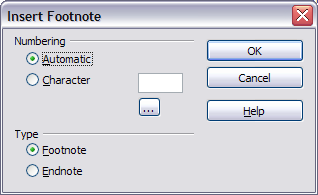 Insert Footnote
Numbering
Automatic
Character
...
OK
Cancel
Help
Type
Footnote
Endnote